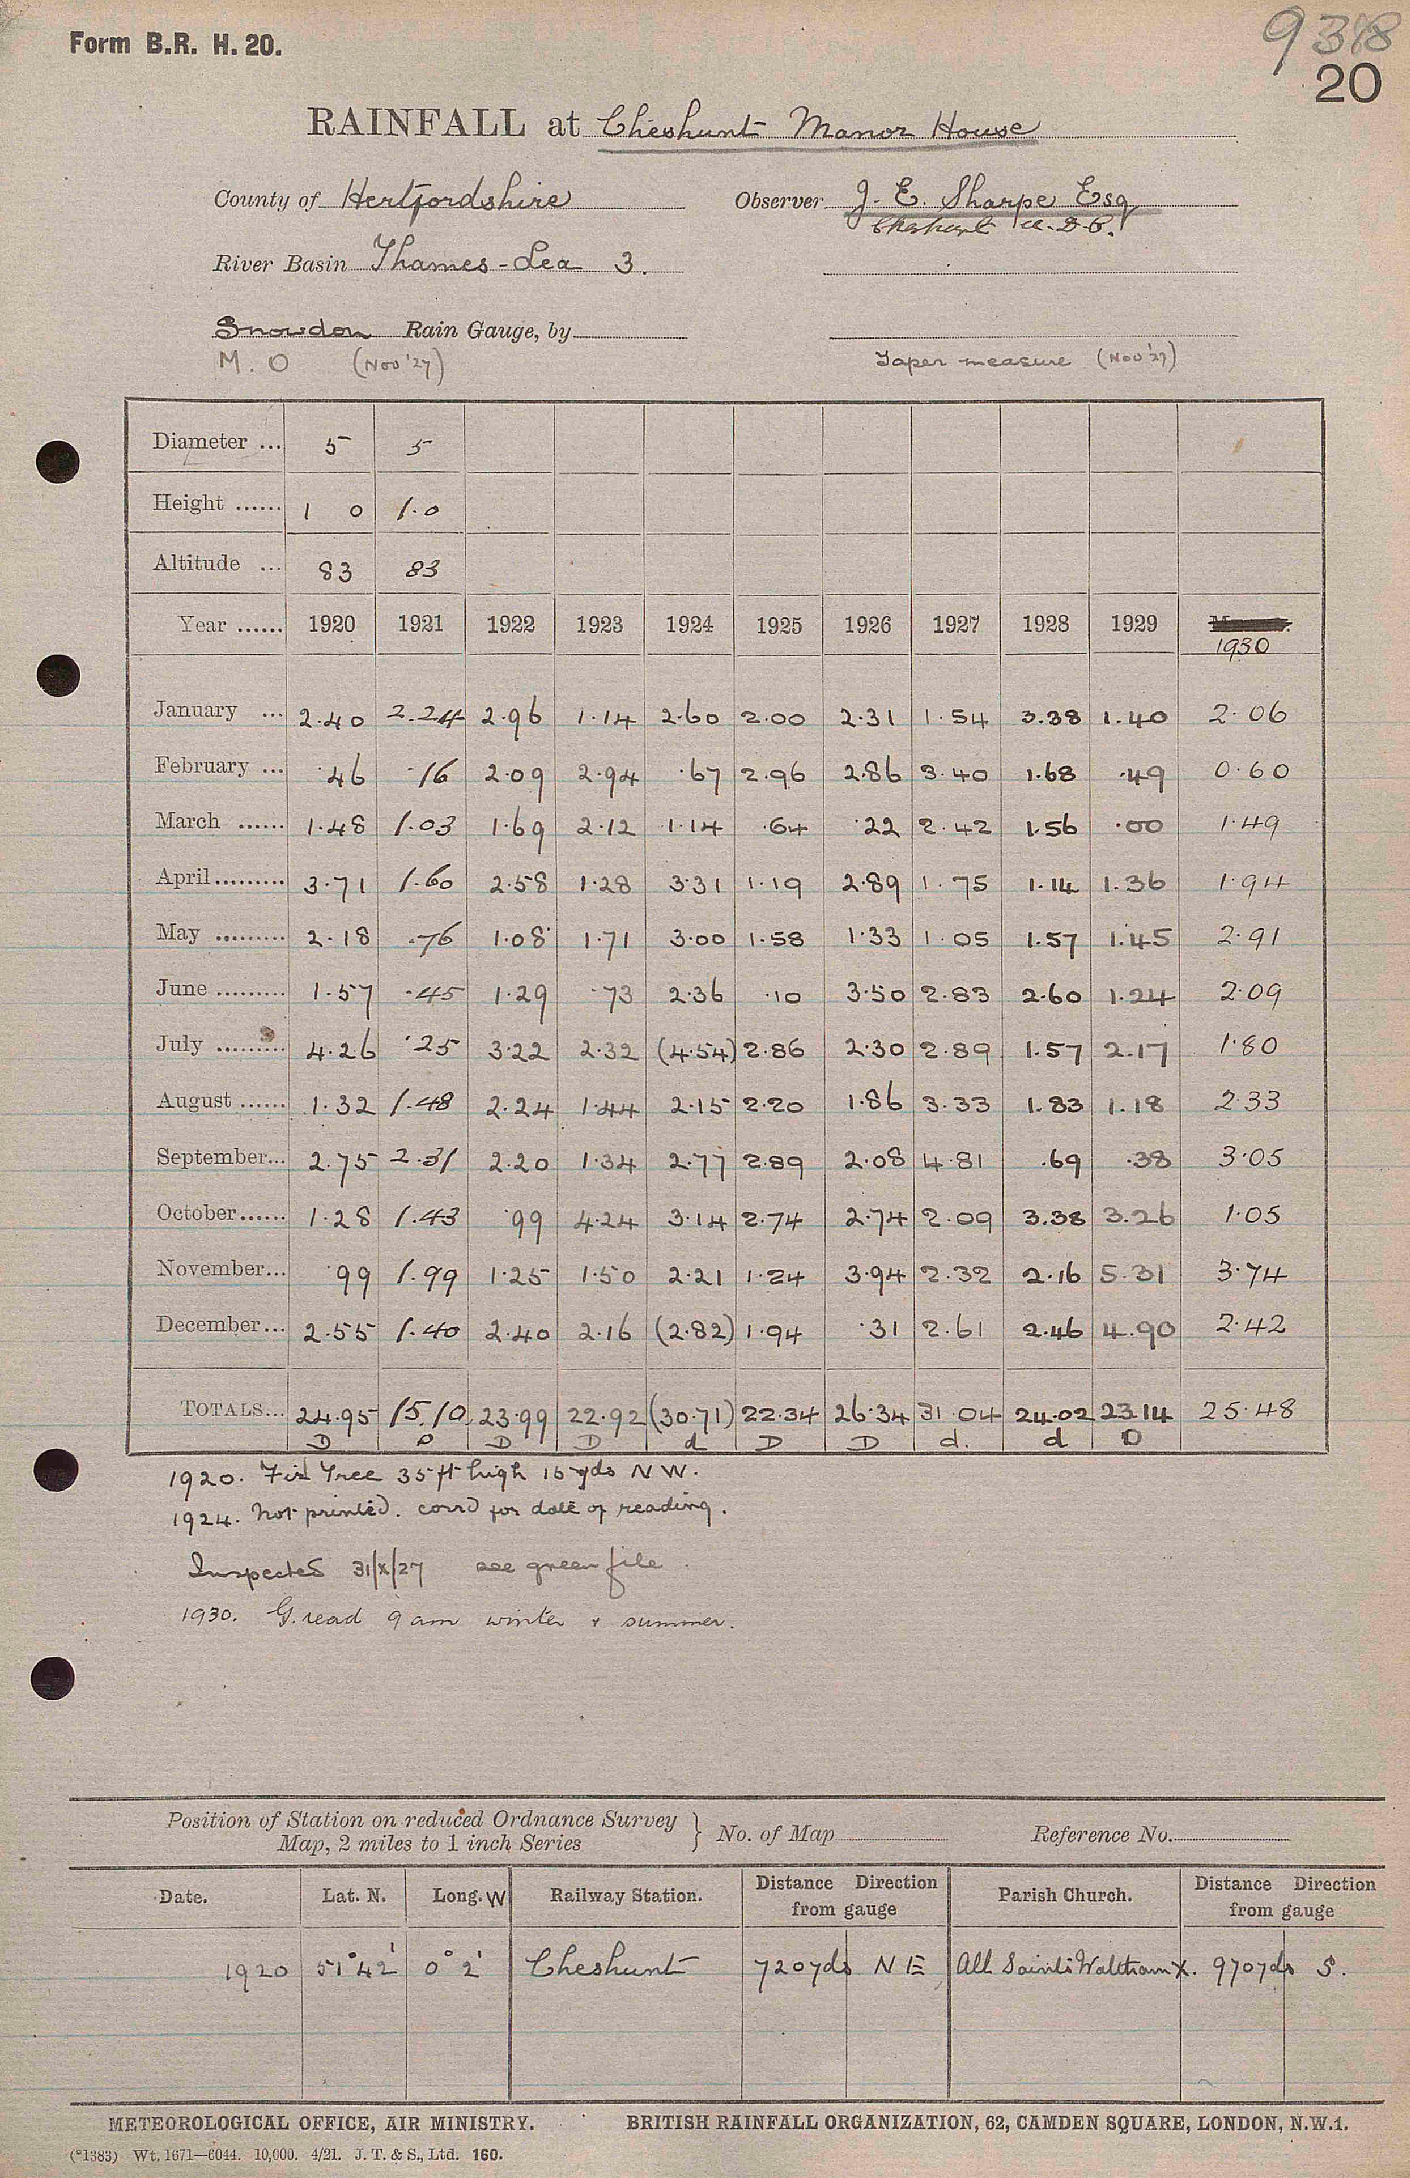 Form B.R. H. 20.
20
RAINFALL at Cheshunt Manor House
County of Hertfordshire Observer J. E. Sharpe Esq
Cheshunt U.D.C.
River Basin Thames-Lea 3.
Snowdon Rain Gauge, by
M. O (Nov '27) Taper measure (Nov '27)
Diameter ... 5 5
Height ...... 1 0 1.0
Altitude ... 83 83
Year ...... 1920 1921 1922 1923 1924 1925 1926 1927 1928 1929
1930
January ... 2.40 2.24 2.96 1.14 2.60 2.00 2.31 1.54 3.38 1.40 2.06
February ... .46 .16 2.09 2.94 .67 2.96 2.86 3.40 1.68 .49 0.60
March ...... 1.48 1.03 1.69 2.12 1.14 .64 .22 2.42 1.56 .00 1.49
April ......... 3.71 1.60 2.58 1.28 3.31 1.19 2.89 1.75 1.14 1.36 1.94
May ......... 2.18 .76 1.08 1.71 3.00 1.58 1.33 1.05 1.57 1.45 2.91
June ......... 1.57 .45 1.29 .73 2.36 .10 3.50 2.83 2.60 1.24 2.09
July ......... 4.26 .25 3.22 2.32 (4.54) 2.86 2.30 2.89 1.57 2.17 1.80
August ...... 1.32 1.48 2.24 1.44 2.15 2.20 1.86 3.33 1.83 1.18 2.33
September... 2.75 2.31 2.20 1.34 2.77 2.89 2.08 4.81 .69 .38 3.05
October...... 1.28 1.43 .99 4.24 3.14 2.74 2.74 2.09 3.38 3.26 1.05
November... .99 1.99 1.25 1.50 2.21 1.24 3.94 2.32 2.16 5.31 3.74
December... 2.55 1.40 2.40 2.16 (2.82) 1.94 .31 2.61 2.46 4.90 2.42
TOTALS... 24.95 15.10 23.99 22.92 (30.71) 22.34 26.34 31.04 24.02 23.14 25.48
D D D D d D D d. d D
1920. Fir Tree 35 ft high 15 yds N W.
1924. Not printed. corrd for date of reading.
Inspected 31/X/27 see green file.
1930. G. read 9 am winter & summer.
Position of Station on reduced Ordnance Survey
Map, 2 miles to 1 inch Series } No. of Map Reference No.
Date. Lat. N. Long. W Railway Station. Distance Direction from gauge Parish Church. Distance Direction from gauge
1920 51° 42' 0° 2' Cheshunt 720yds N E All Saints Waltham X. 970yds S.
METEOROLOGICAL OFFICE, AIR MINISTRY. BRITISH RAINFALL ORGANIZATION, 62, CAMDEN SQUARE, LONDON, N.W.1.
(*1383) Wt. 1671—6044. 10,000. 4/21. J. T. & S., Ltd. 160.